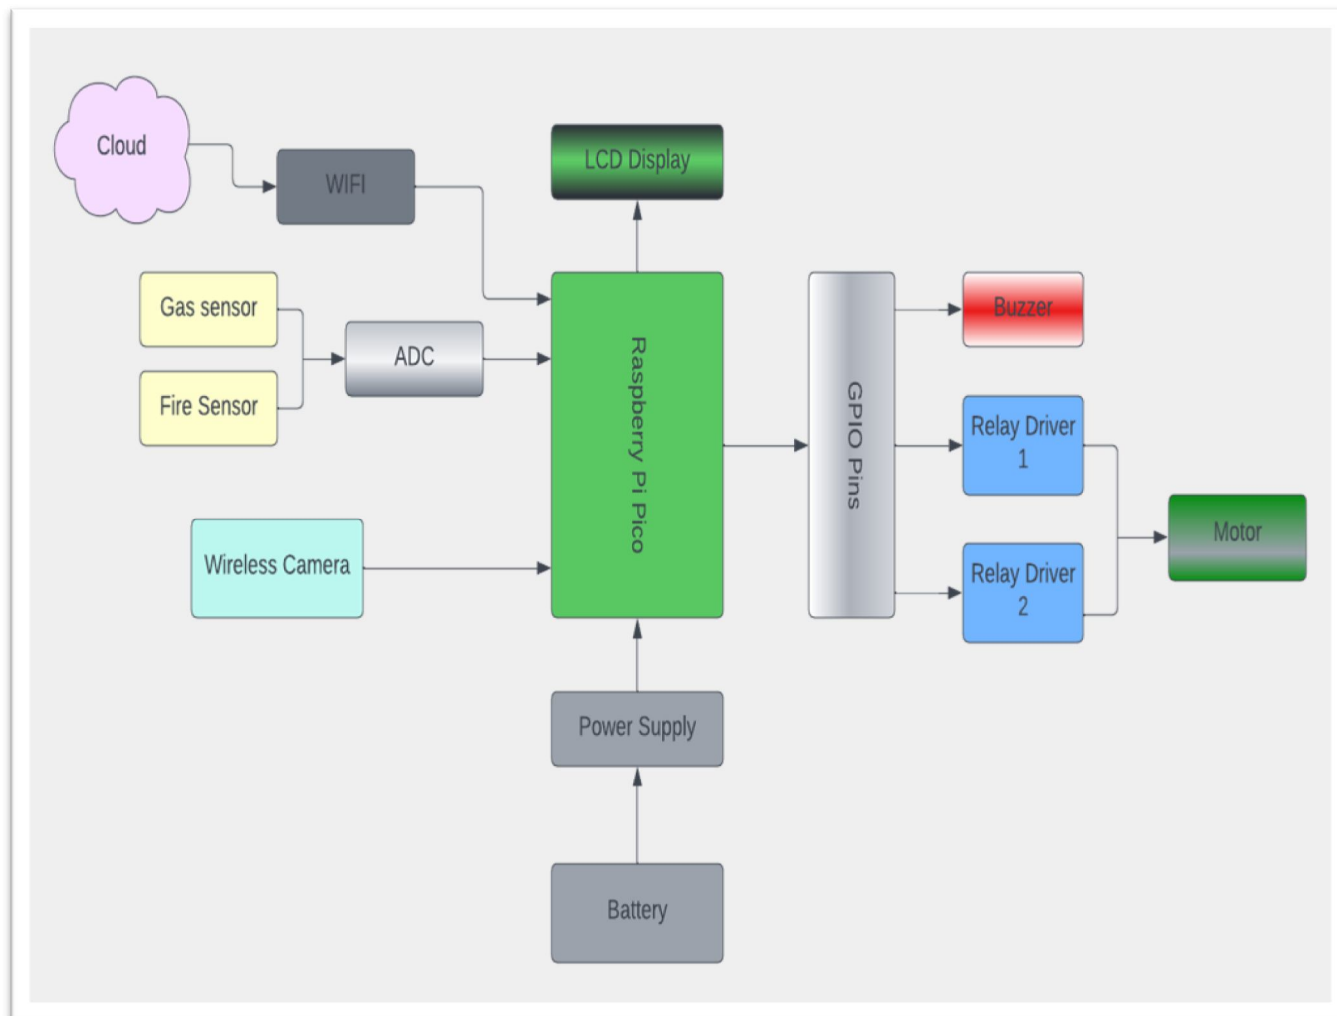 Cloud
WIFI
LCD Display
Gas sensor
Fire Sensor
ADC
Wireless Camera
Raspberry Pi Pico
GPIO Pins
Buzzer
Relay Driver
1
Relay Driver
2
Motor
Power Supply
Battery